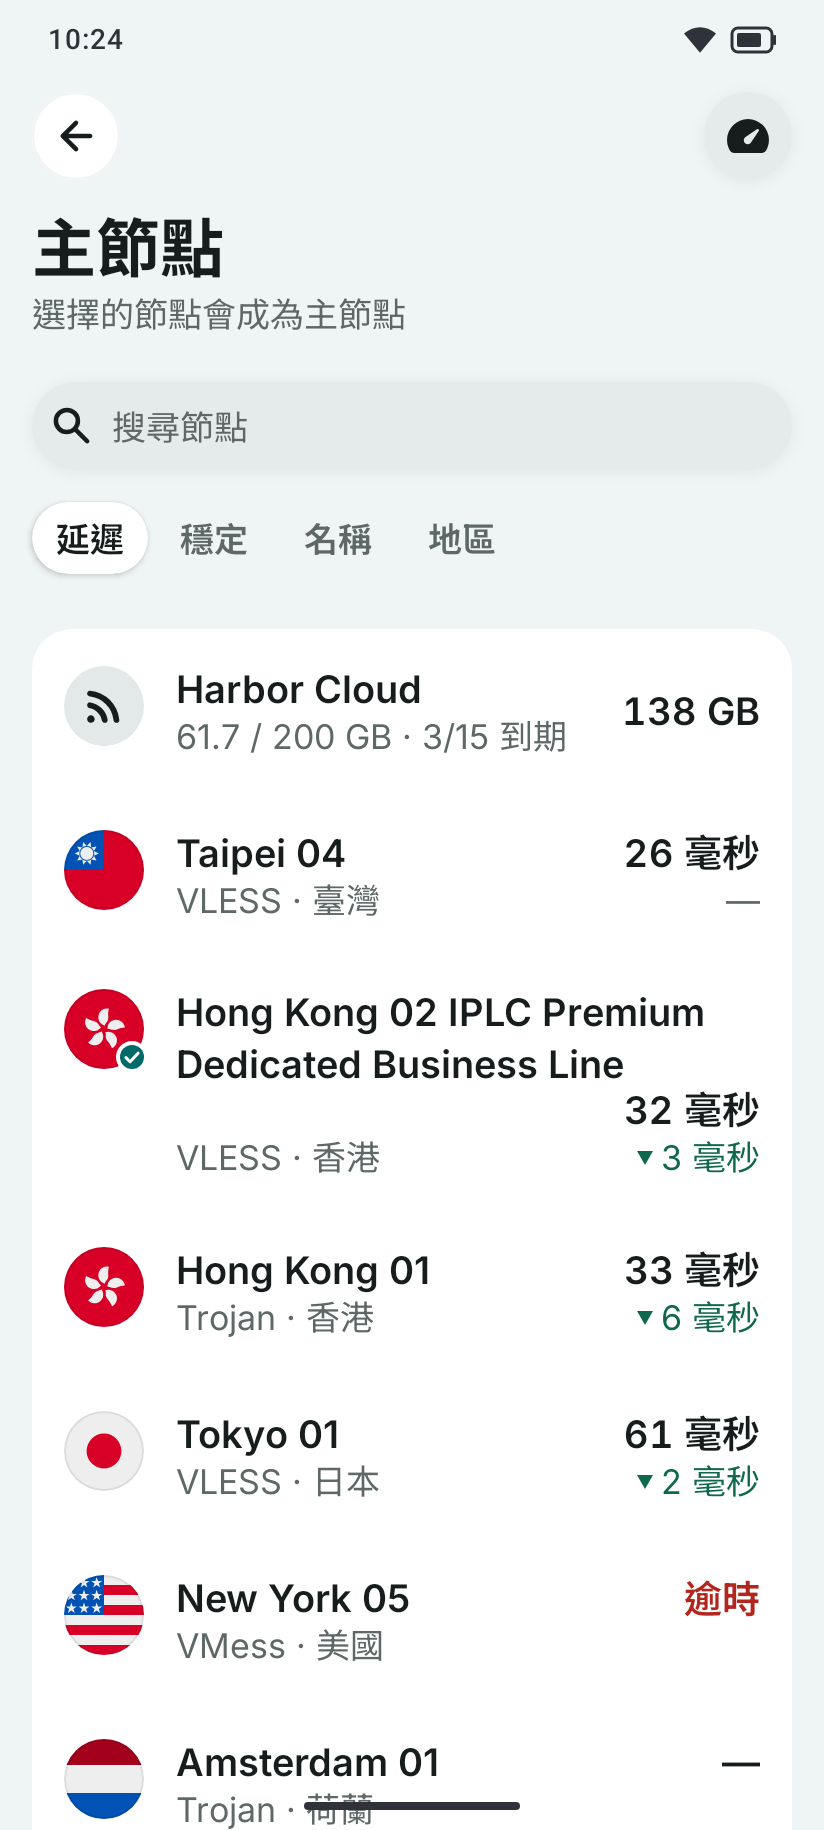 10:24
主節點
選擇的節點會成為主節點
搜尋節點
延遲 穩定 名稱 地區
Harbor Cloud
61.7 / 200 GB · 3/15 到期
138 GB
Taipei 04
26 毫秒
VLESS · 臺灣
—
Hong Kong 02 IPLC Premium
Dedicated Business Line
32 毫秒
VLESS · 香港
▼3 毫秒
Hong Kong 01
33 毫秒
Trojan · 香港
▼6 毫秒
Tokyo 01
61 毫秒
VLESS · 日本
▼2 毫秒
New York 05
逾時
VMess · 美國
Amsterdam 01
—
Trojan · 荷蘭